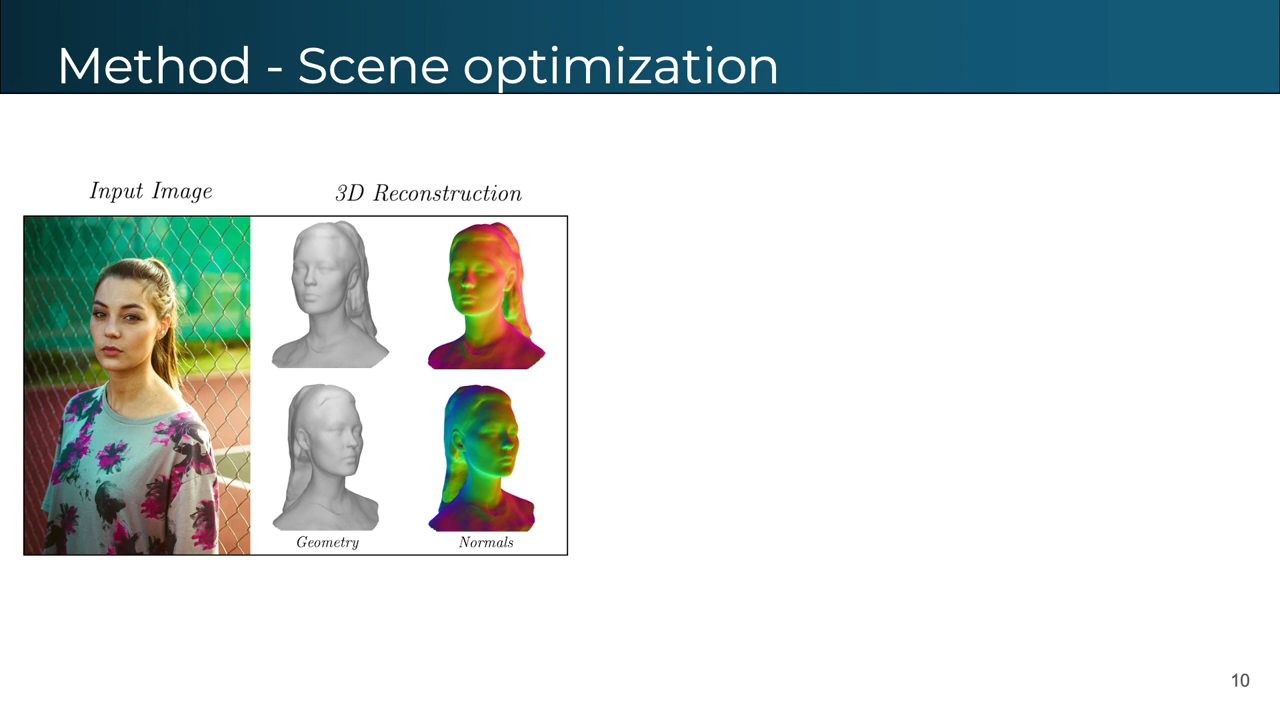 Method - Scene optimization
Input Image
3D Reconstruction
Geometry
Normals
10